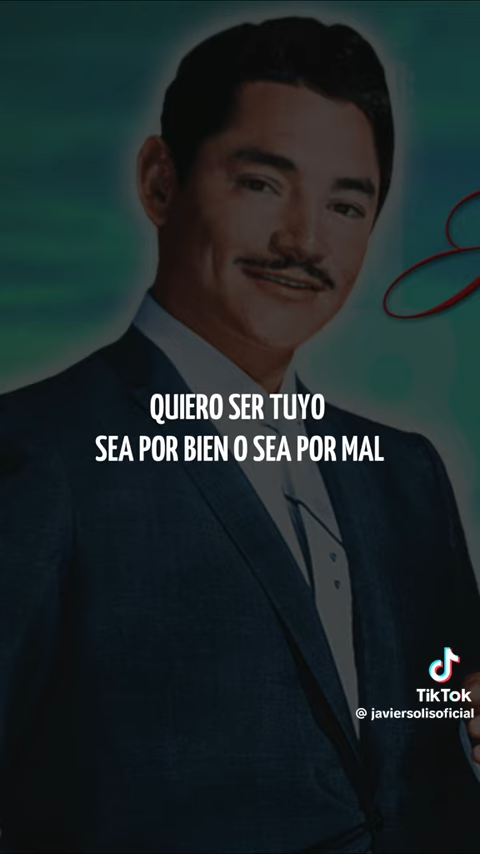 QUIERO SER TUYO
SEA POR BIEN O SEA POR MAL
TikTok
@ javiersolisoficial